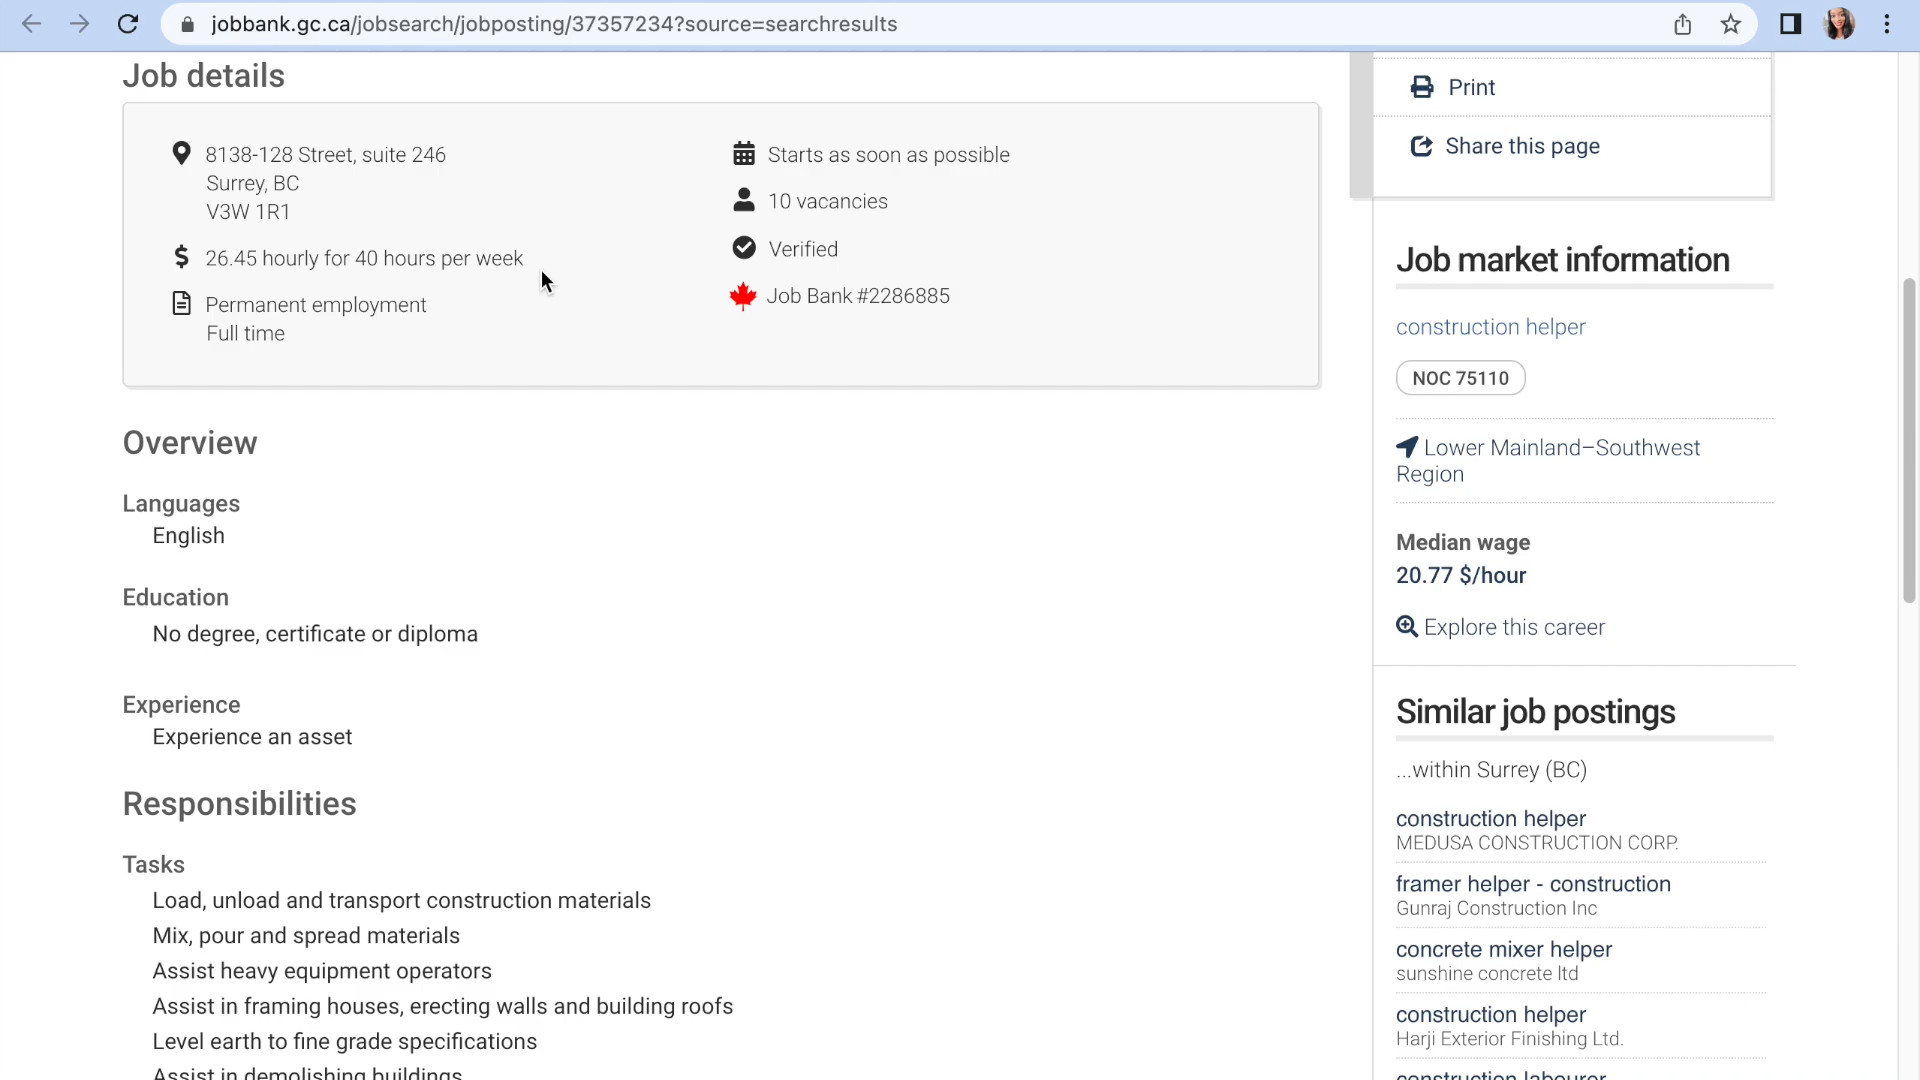 jobbank.gc.ca/jobsearch/jobposting/37357234?source=searchresults
Job details
8138-128 Street, suite 246
Surrey, BC
V3W 1R1
26.45 hourly for 40 hours per week
Permanent employment
Full time
Starts as soon as possible
10 vacancies
Verified
Job Bank #2286885
Overview
Languages
English
Education
No degree, certificate or diploma
Experience
Experience an asset
Responsibilities
Tasks
Load, unload and transport construction materials
Mix, pour and spread materials
Assist heavy equipment operators
Assist in framing houses, erecting walls and building roofs
Level earth to fine grade specifications
Assist in demolishing buildings
Print
Share this page
Job market information
construction helper
NOC 75110
Lower Mainland–Southwest
Region
Median wage
20.77 $/hour
Explore this career
Similar job postings
...within Surrey (BC)
construction helper
MEDUSA CONSTRUCTION CORP.
framer helper - construction
Gunraj Construction Inc
concrete mixer helper
sunshine concrete ltd
construction helper
Harji Exterior Finishing Ltd.
construction labourer